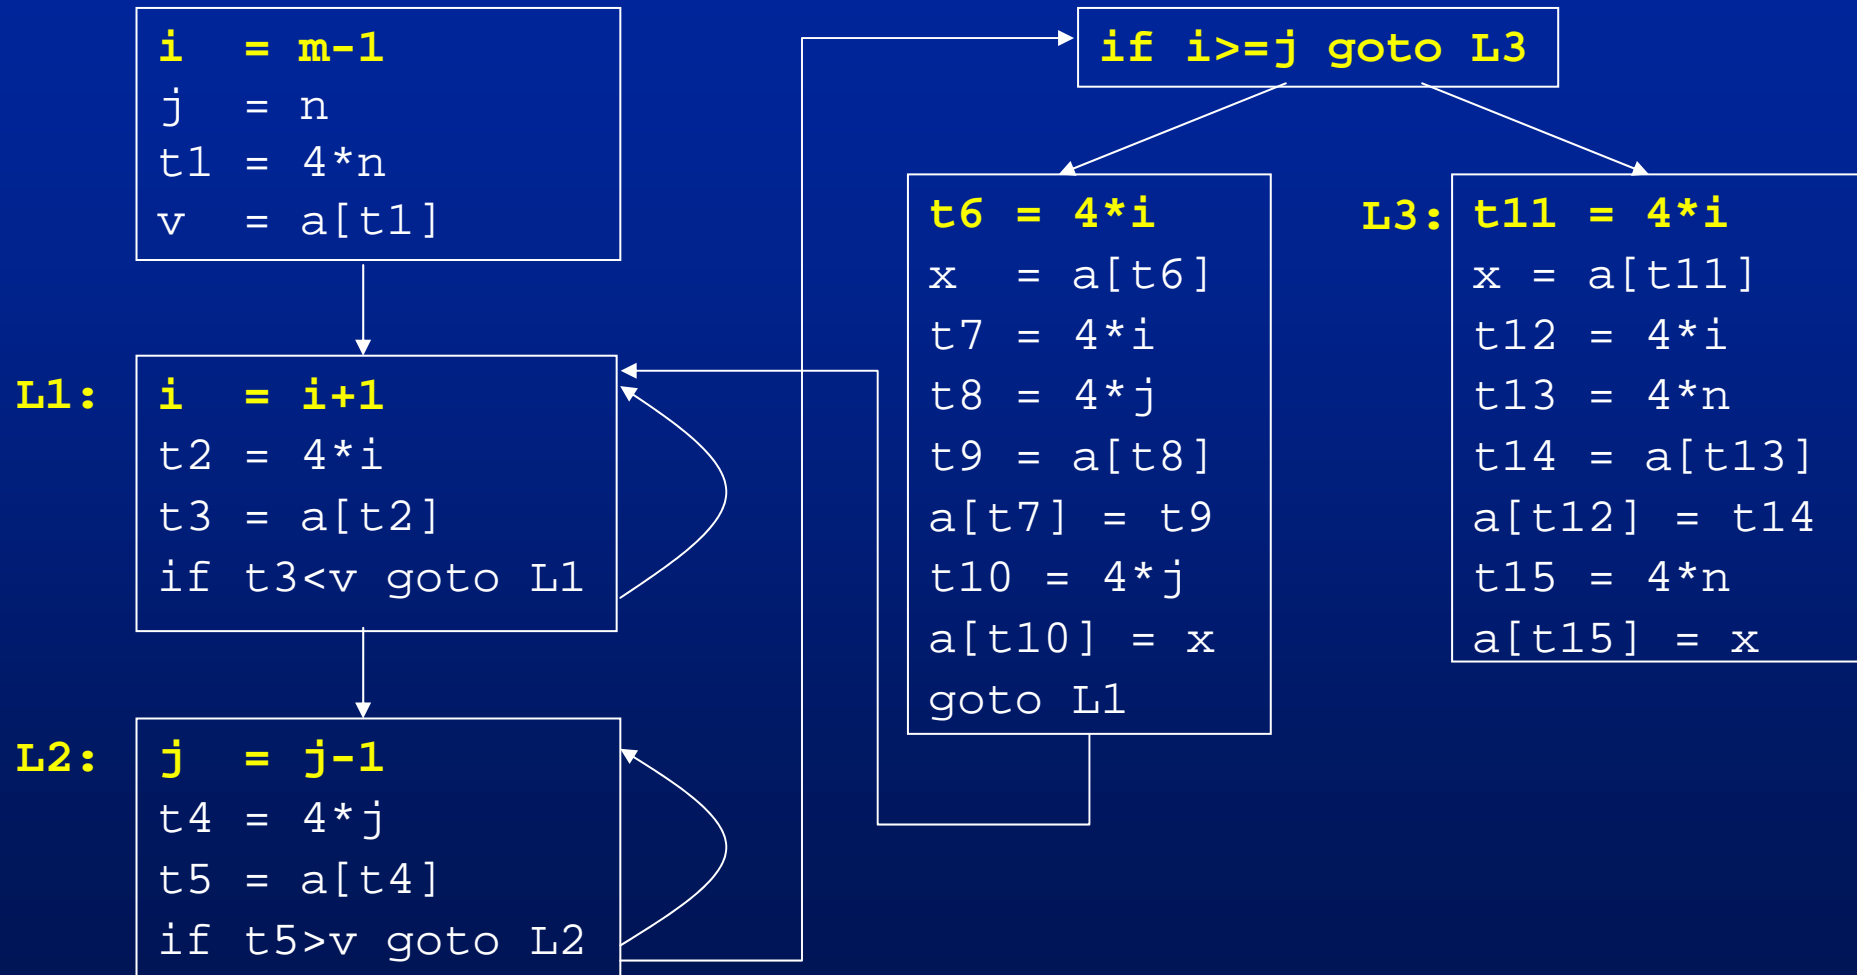 i = m-1
j = n
t1 = 4*n
v = a[t1]
L1: i = i+1
t2 = 4*i
t3 = a[t2]
if t3<v goto L1
L2: j = j-1
t4 = 4*j
t5 = a[t4]
if t5>v goto L2
if i>=j goto L3
t6 = 4*i
x = a[t6]
t7 = 4*i
t8 = 4*j
t9 = a[t8]
a[t7] = t9
t10 = 4*j
a[t10] = x
goto L1
L3: t11 = 4*i
x = a[t11]
t12 = 4*i
t13 = 4*n
t14 = a[t13]
a[t12] = t14
t15 = 4*n
a[t15] = x